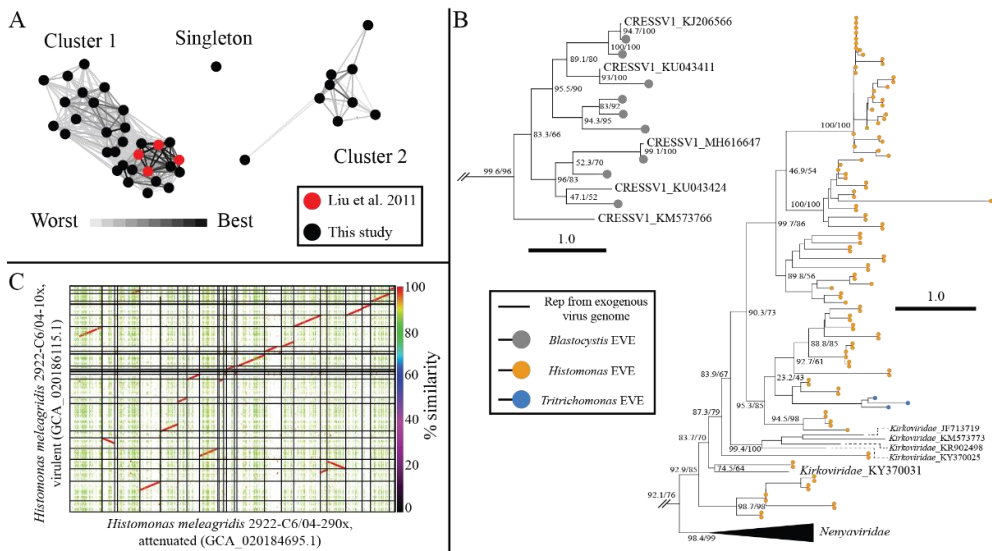 A
Cluster 1
Singleton
Cluster 2
Liu et al. 2011
This study
Worst
Best
B
CRESSV1_KJ206566
94.7/100
100/100
89.1/80
CRESSV1_KU043411
93/100
95.5/90
83/92
94.3/95
83.3/66
CRESSV1_MH616647
99.1/100
52.3/70
96/83
CRESSV1_KU043424
47.1/52
99.6/96
CRESSV1_KM573766
1.0
Rep from exogenous
virus genome
Blastocystis EVE
Histomonas EVE
Tritrichomonas EVE
100/100
46.9/54
100/100
99.7/86
89.8/56
1.0
90.3/73
88.8/85
92.7/61
23.2/43
83.9/67
95.3/85
94.5/98
87.3/79
Kirkoviridae_JF713719
Kirkoviridae_KM573773
Kirkoviridae_KR902498
Kirkoviridae_KY370025
99.4/100
83.7/70
74.5/64
Kirkoviridae_KY370031
92.9/85
98.7/98
92.1/76
98.4/99
Nenyaviridae
C
Histomonas meleagridis 2922-C6/04-10x,
virulent (GCA_020186115.1)
100
80
60
40
20
0
% similarity
Histomonas meleagridis 2922-C6/04-290x,
attenuated (GCA_020184695.1)